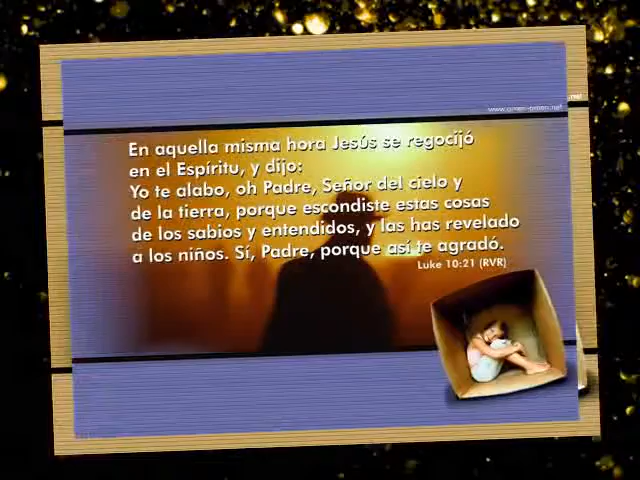 En aquella misma hora Jesús se regocijó
en el Espíritu, y dijo:
Yo te alabo, oh Padre, Señor del cielo y
de la tierra, porque escondiste estas cosas
de los sabios y entendidos, y las has revelado
a los niños. Sí, Padre, porque así te agradó.
Luke 10:21 (RVR)